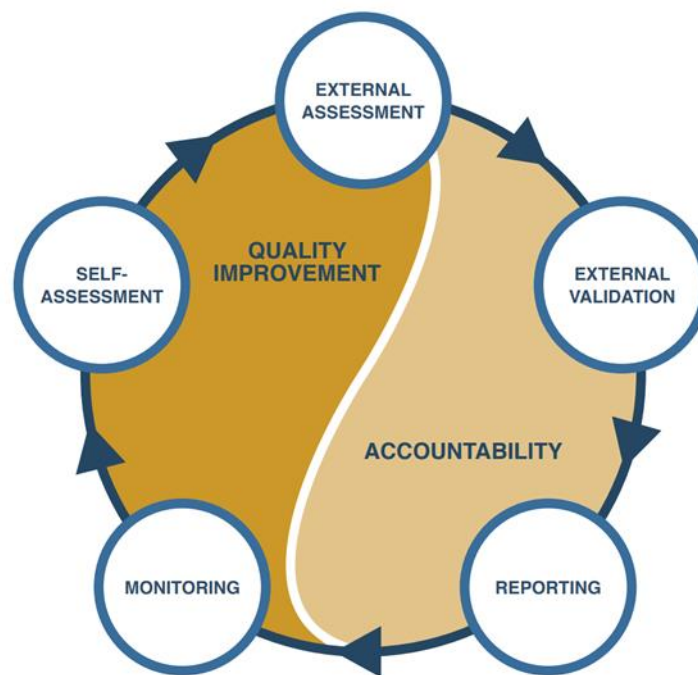 EXTERNAL
ASSESSMENT
QUALITY
IMPROVEMENT
SELF-
ASSESSMENT
EXTERNAL
VALIDATION
ACCOUNTABILITY
MONITORING
REPORTING